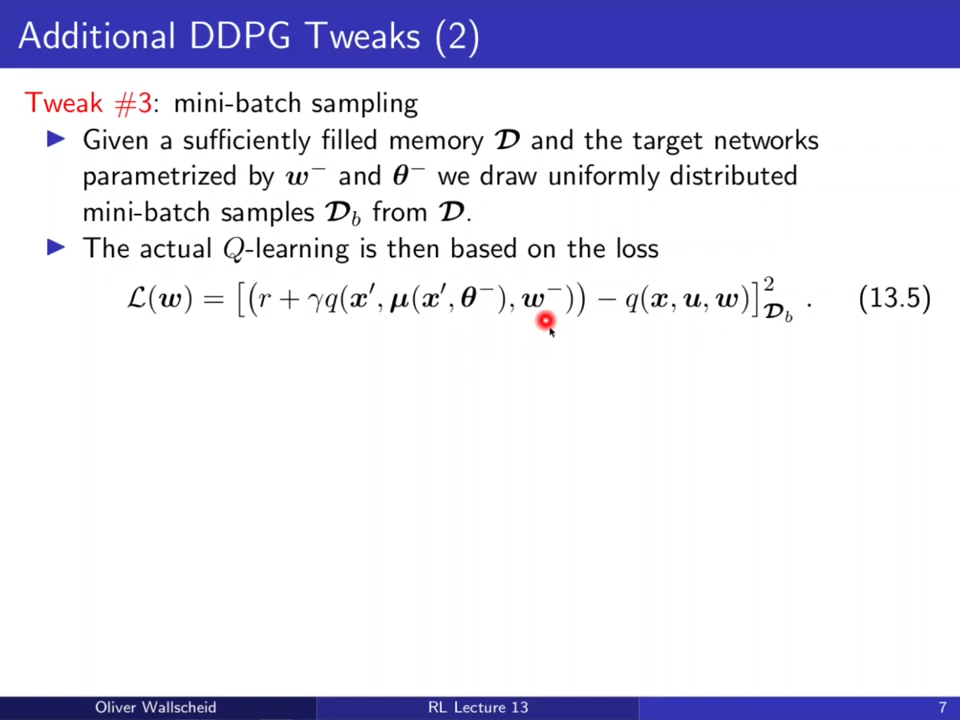 Additional DDPG Tweaks (2)
Tweak #3: mini-batch sampling
▶ Given a sufficiently filled memory 𝓓 and the target networks
parametrized by w⁻ and θ⁻ we draw uniformly distributed
mini-batch samples 𝓓_b from 𝓓.
▶ The actual Q-learning is then based on the loss
𝓛(w) = [(r + γq(x′, μ(x′, θ⁻), w⁻)) − q(x, u, w)]²_{𝓓_b} . (13.5)
Oliver Wallscheid RL Lecture 13 7